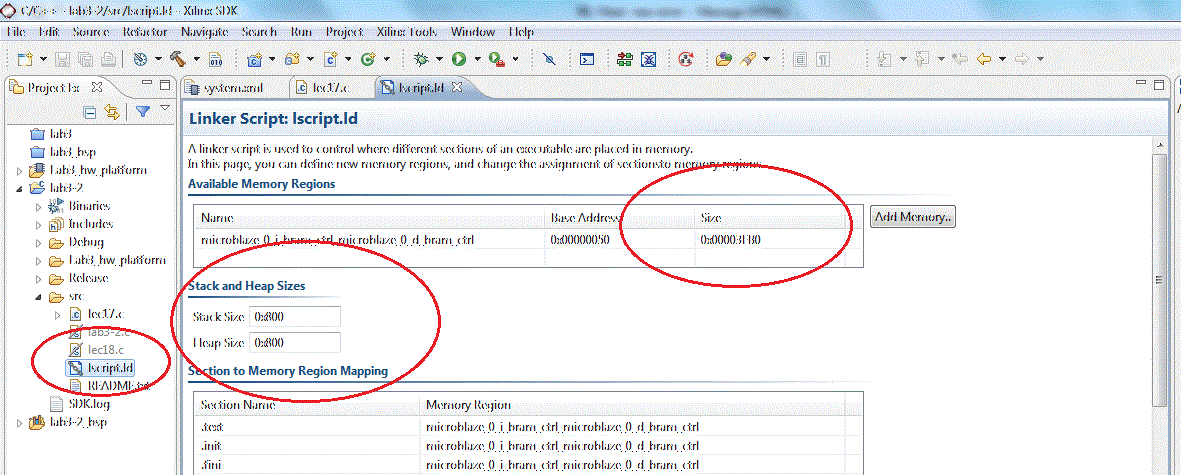 C/C++ - lab3-2/src/lscript.ld - Xilinx SDK
File Edit Source Refactor Navigate Search Run Project Xilinx Tools Window Help
Project Ex
system.xml lec17.c lscript.ld
lab3
lab3_bsp
Lab3_hw_platform
lab3-2
Binaries
Includes
Debug
Lab3_hw_platform
Release
src
lec17.c
lab3-2.c
lec18.c
lscript.ld
README.txt
SDK.log
lab3-2_bsp
Linker Script: lscript.ld
A linker script is used to control where different sections of an executable are placed in memory.
In this page, you can define new memory regions, and change the assignment of sectionsto memory regions.
Available Memory Regions
Name Base Address Size
microblaze_0_i_bram_ctrl_microblaze_0_d_bram_ctrl 0x00000050 0x00003FB0
Add Memory..
Stack and Heap Sizes
Stack Size 0x800
Heap Size 0x800
Section to Memory Region Mapping
Section Name Memory Region
.text microblaze_0_i_bram_ctrl_microblaze_0_d_bram_ctrl
.init microblaze_0_i_bram_ctrl_microblaze_0_d_bram_ctrl
.fini microblaze_0_i_bram_ctrl_microblaze_0_d_bram_ctrl